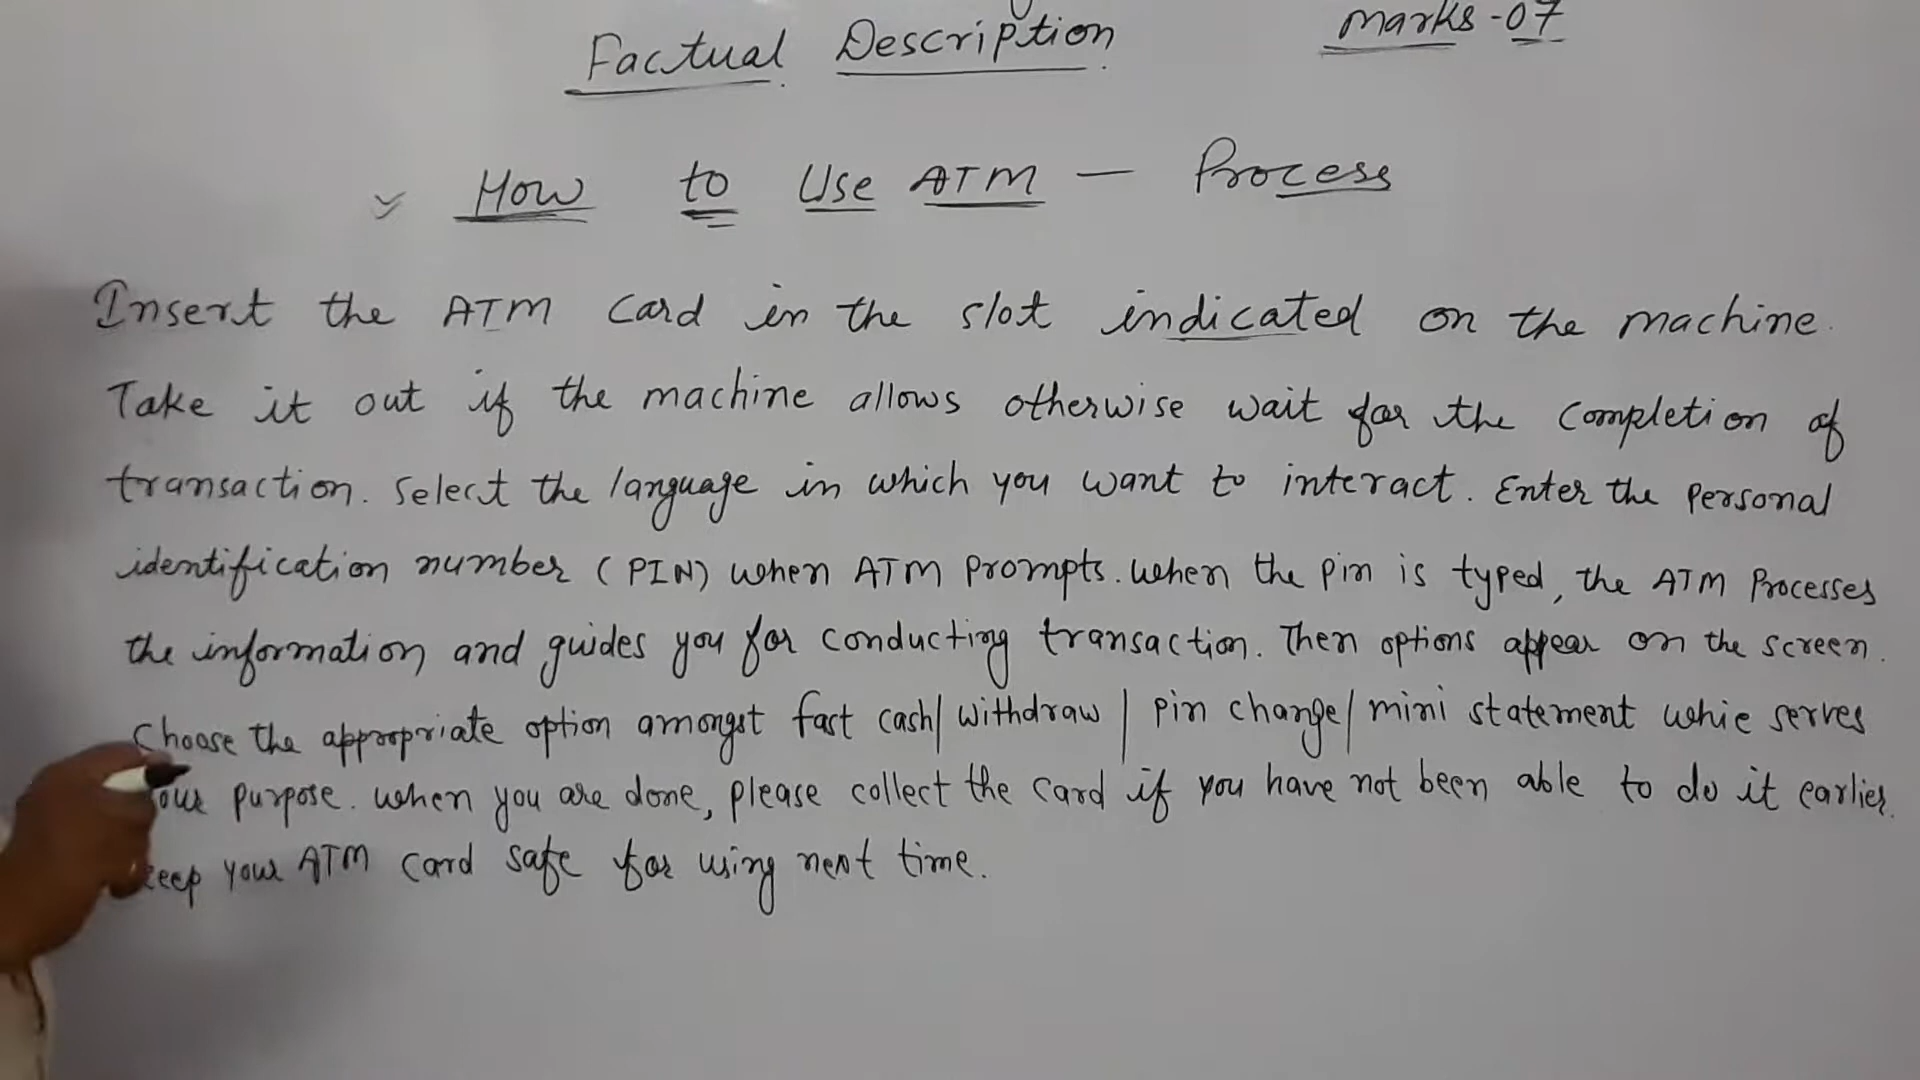 Factual Description
Marks-07
How to Use ATM — Process
Insert the ATM Card in the slot indicated on the machine.
Take it out if the machine allows otherwise wait for the completion of
transaction. Select the language in which you want to interact. Enter the Personal
identification number (PIN) when ATM prompts. when the pin is typed, the ATM Processes
the information and guides you for conducting transaction. Then options appear on the screen.
Choose the appropriate option amongst fast cash/ withdraw / pin change/ mini statement whie serves
our purpose. when you are done, please collect the card if you have not been able to do it earlier.
keep your ATM card safe for using next time.